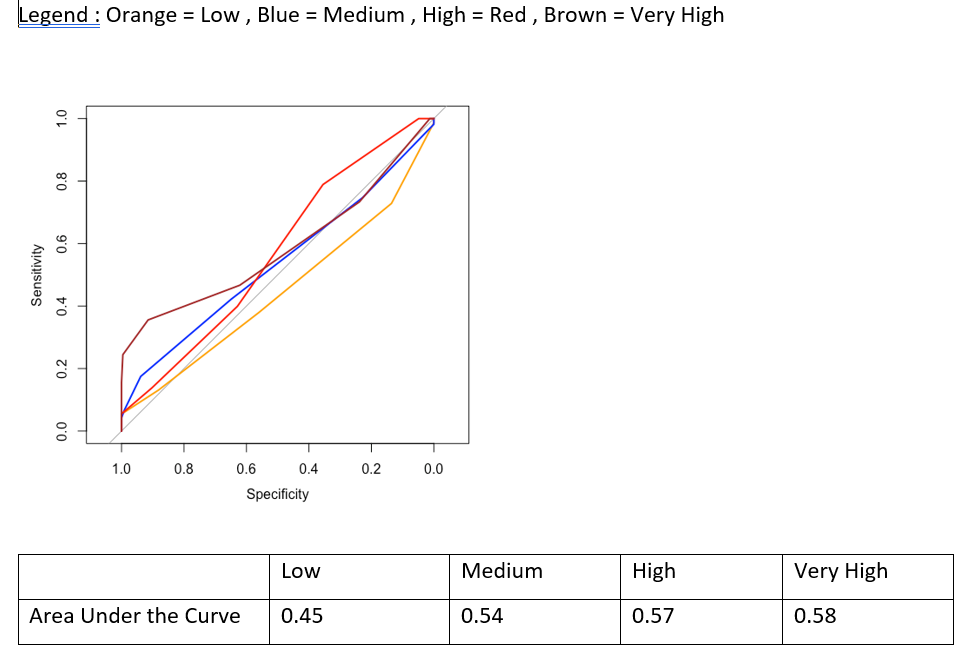 Legend : Orange = Low , Blue = Medium , High = Red , Brown = Very High
1.0
0.8
0.6
0.4
0.2
0.0
Sensitivity
1.0 0.8 0.6 0.4 0.2 0.0
Specificity
Low Medium High Very High
Area Under the Curve 0.45 0.54 0.57 0.58